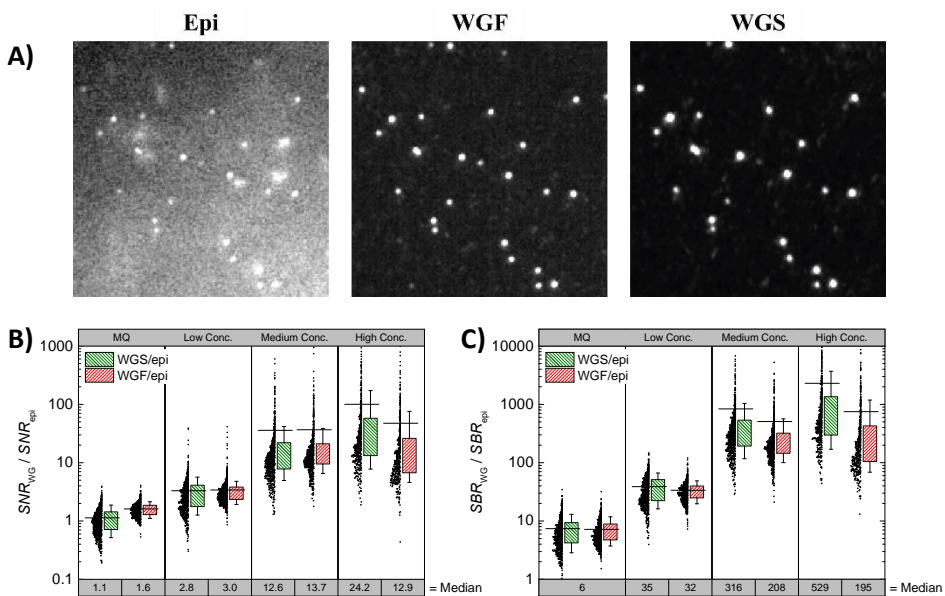 Epi WGF WGS
A)
B)
MQ Low Conc. Medium Conc. High Conc.
1000
100
10
1
0.1
SNR_WG / SNR_epi
WGS/epi
WGF/epi
1.1 1.6 2.8 3.0 12.6 13.7 24.2 12.9 = Median
C)
MQ Low Conc. Medium Conc. High Conc.
10000
1000
100
10
1
SBR_WG / SBR_epi
WGS/epi
WGF/epi
6 35 32 316 208 529 195 = Median